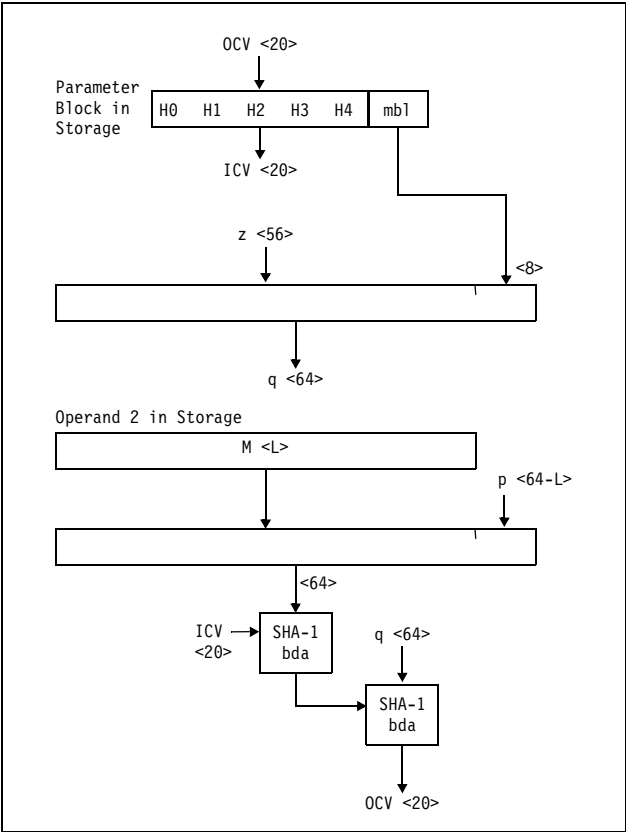 OCV <20>
Parameter
Block in
Storage
H0 H1 H2 H3 H4 mbl
ICV <20>
z <56>
<8>
q <64>
Operand 2 in Storage
M <L>
p <64-L>
<64>
ICV
<20>
SHA-1
bda
q <64>
SHA-1
bda
OCV <20>